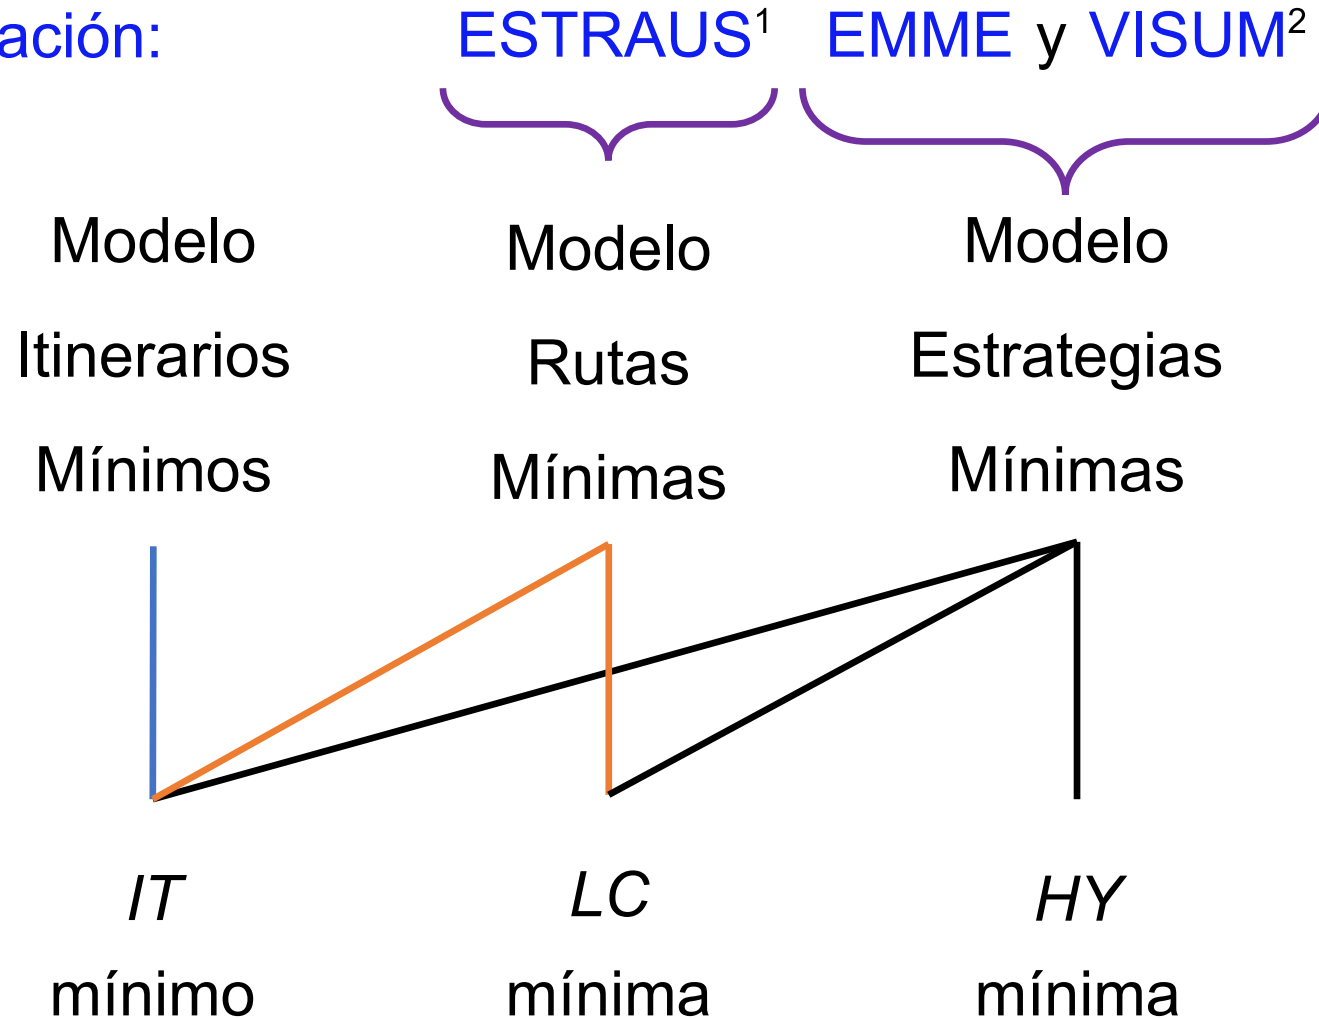 ación:
ESTRAUS¹ EMME y VISUM²
Modelo
Itinerarios
Mínimos
Modelo
Rutas
Mínimas
Modelo
Estrategias
Mínimas
IT
mínimo
LC
mínima
HY
mínima